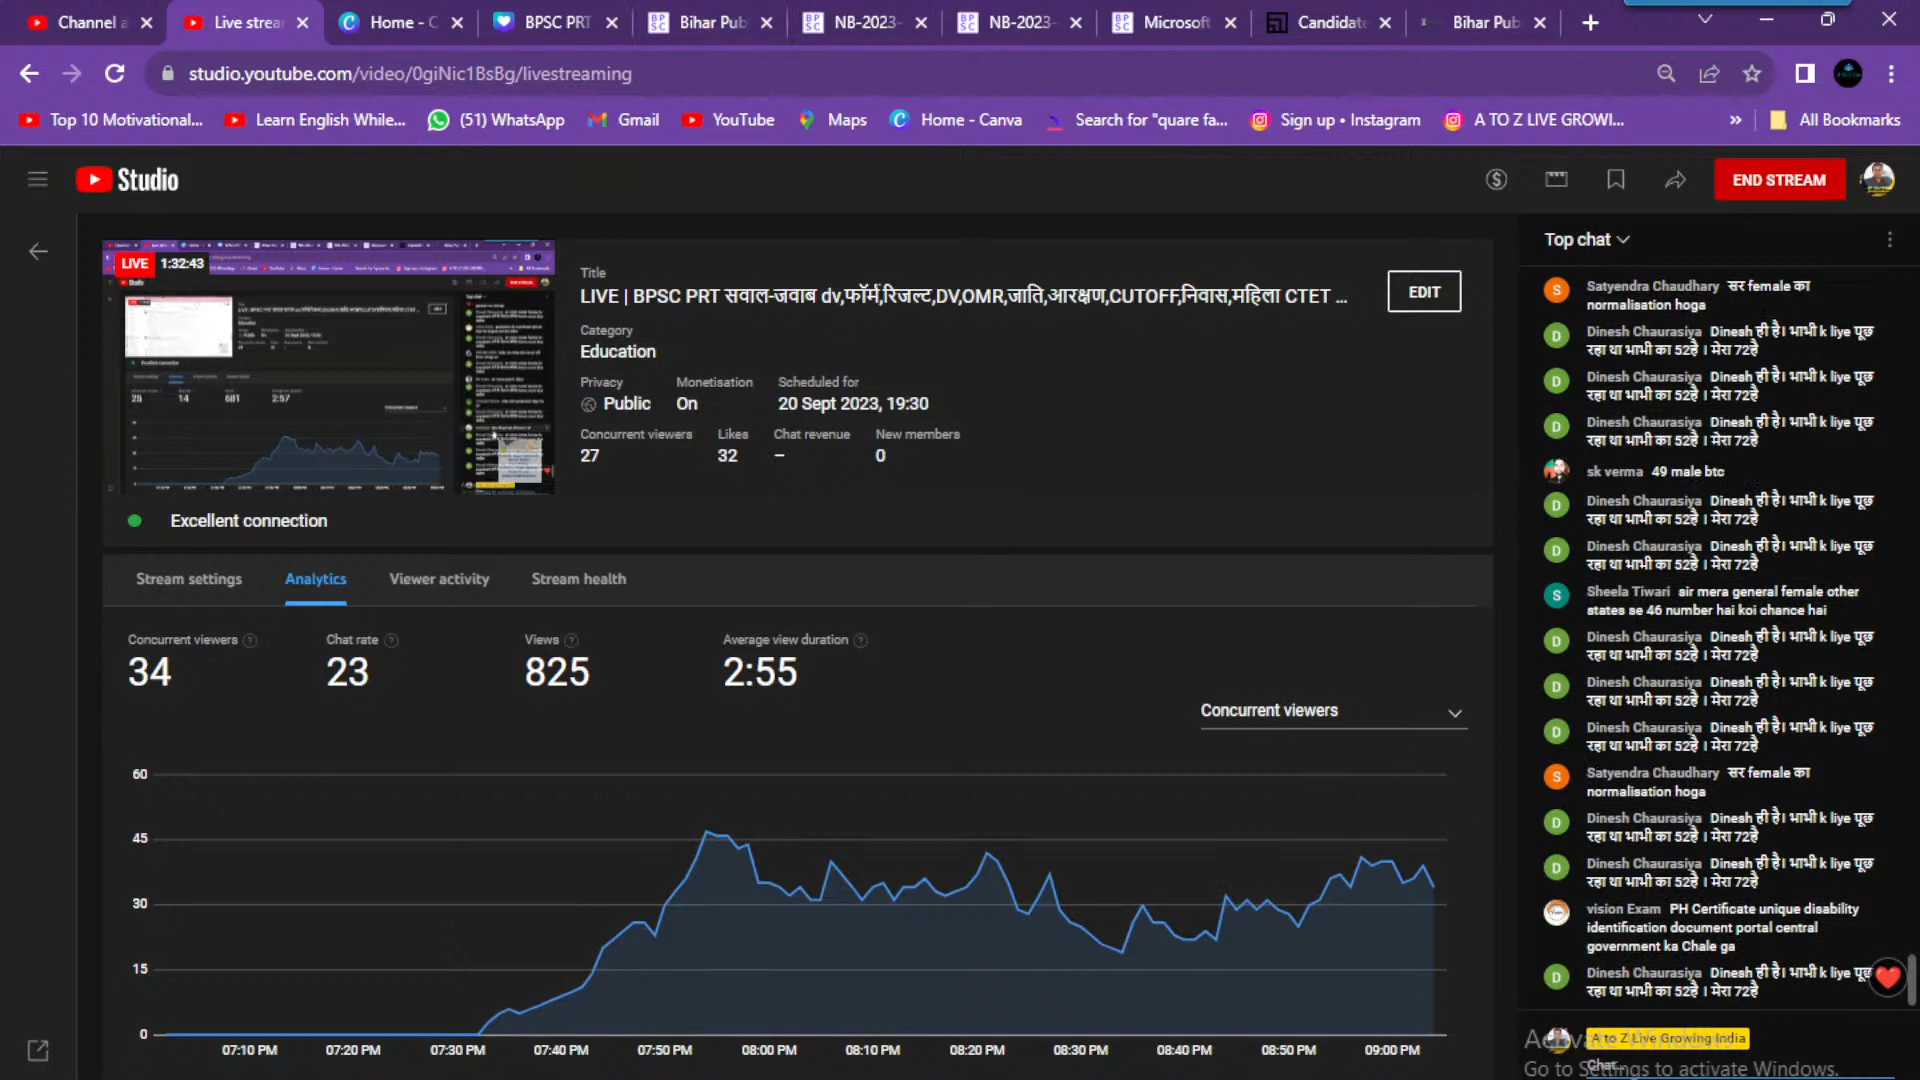 Channel a
Live strea
Home - C
BPSC PRT
Bihar Pub
NB-2023-
NB-2023-
Microsoft
Candidate
Bihar Pub
studio.youtube.com/video/0giNic1BsBg/livestreaming
Top 10 Motivational...
Learn English While...
(51) WhatsApp
Gmail
YouTube
Maps
Home - Canva
Search for "quare fa...
Sign up • Instagram
A TO Z LIVE GROWI...
»
All Bookmarks
Studio
END STREAM
LIVE 1:32:43
Title
LIVE | BPSC PRT सवाल-जवाब dv,फॉर्म,रिजल्ट,DV,OMR,जाति,आरक्षण,CUTOFF,निवास,महिला CTET ...
EDIT
Category
Education
Privacy
Monetisation
Scheduled for
Public
On
20 Sept 2023, 19:30
Concurrent viewers
Likes
Chat revenue
New members
27
32
–
0
Excellent connection
Stream settings
Analytics
Viewer activity
Stream health
Concurrent viewers
Chat rate
Views
Average view duration
34
23
825
2:55
Concurrent viewers
60
45
30
15
0
07:10 PM
07:20 PM
07:30 PM
07:40 PM
07:50 PM
08:00 PM
08:10 PM
08:20 PM
08:30 PM
08:40 PM
08:50 PM
09:00 PM
Top chat
Satyendra Chaudhary सर female का
normalisation hoga
Dinesh Chaurasiya Dinesh ही है। भाभी k liye पूछ
रहा था भाभी का 52है । मेरा 72है
Dinesh Chaurasiya Dinesh ही है। भाभी k liye पूछ
रहा था भाभी का 52है । मेरा 72है
Dinesh Chaurasiya Dinesh ही है। भाभी k liye पूछ
रहा था भाभी का 52है । मेरा 72है
sk verma 49 male btc
Dinesh Chaurasiya Dinesh ही है। भाभी k liye पूछ
रहा था भाभी का 52है । मेरा 72है
Dinesh Chaurasiya Dinesh ही है। भाभी k liye पूछ
रहा था भाभी का 52है । मेरा 72है
Sheela Tiwari sir mera general female other
states se 46 number hai koi chance hai
Dinesh Chaurasiya Dinesh ही है। भाभी k liye पूछ
रहा था भाभी का 52है । मेरा 72है
Dinesh Chaurasiya Dinesh ही है। भाभी k liye पूछ
रहा था भाभी का 52है । मेरा 72है
Dinesh Chaurasiya Dinesh ही है। भाभी k liye पूछ
रहा था भाभी का 52है । मेरा 72है
Satyendra Chaudhary सर female का
normalisation hoga
Dinesh Chaurasiya Dinesh ही है। भाभी k liye पूछ
रहा था भाभी का 52है । मेरा 72है
Dinesh Chaurasiya Dinesh ही है। भाभी k liye पूछ
रहा था भाभी का 52है । मेरा 72है
vision Exam PH Certificate unique disability
identification document portal central
government ka Chale ga
Dinesh Chaurasiya Dinesh ही है। भाभी k liye पूछ
रहा था भाभी का 52है । मेरा 72है
A to Z Live Growing India
Chat...
Activate Windows
Go to Settings to activate Windows.